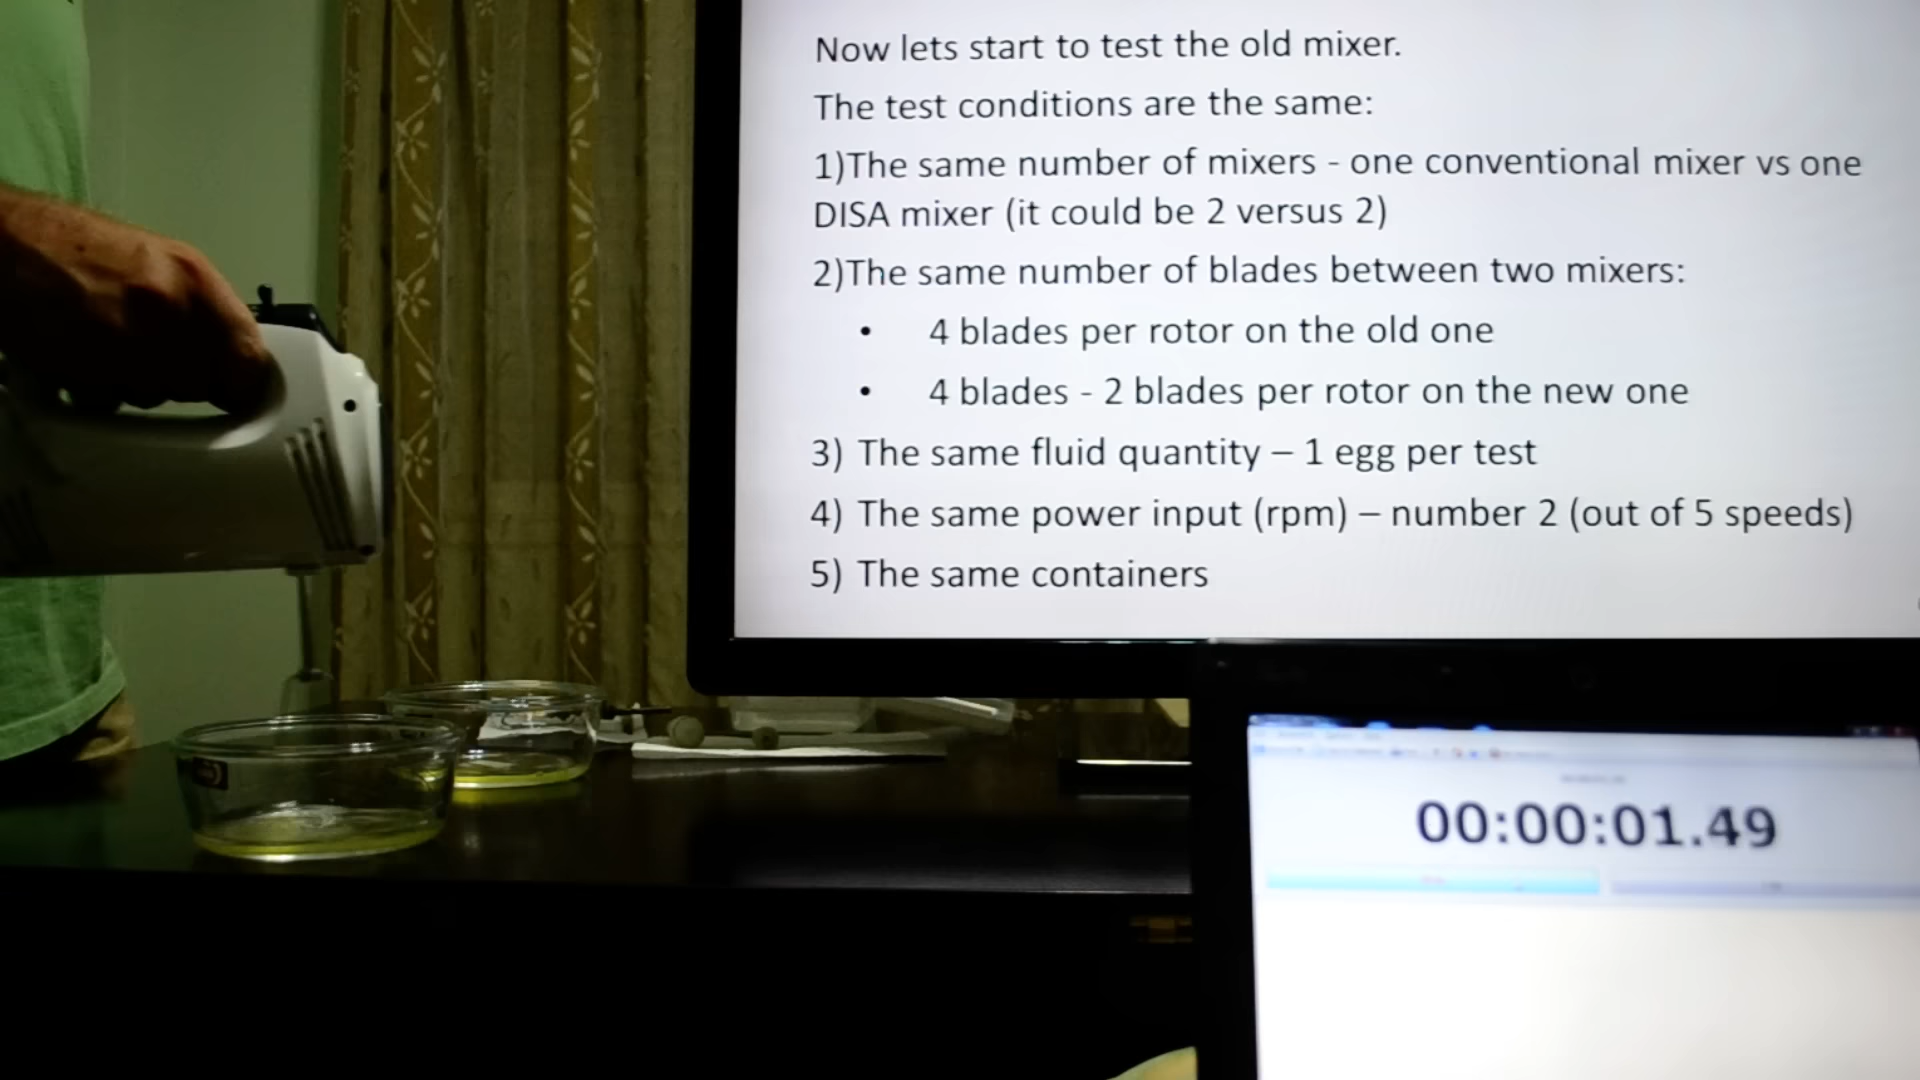 Now lets start to test the old mixer.
The test conditions are the same:
1)The same number of mixers - one conventional mixer vs one
DISA mixer (it could be 2 versus 2)
2)The same number of blades between two mixers:
• 4 blades per rotor on the old one
• 4 blades - 2 blades per rotor on the new one
3) The same fluid quantity – 1 egg per test
4) The same power input (rpm) – number 2 (out of 5 speeds)
5) The same containers
00:00:01.49